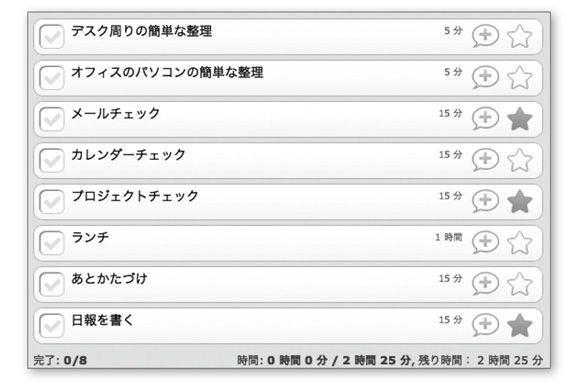 デスク周りの簡単な整理 5 分
オフィスのパソコンの簡単な整理 5 分
メールチェック 15 分
カレンダーチェック 15 分
プロジェクトチェック 15 分
ランチ 1 時間
あとかたづけ 15 分
日報を書く 15 分
完了: 0/8 時間: 0 時間 0 分 / 2 時間 25 分, 残り時間： 2 時間 25 分